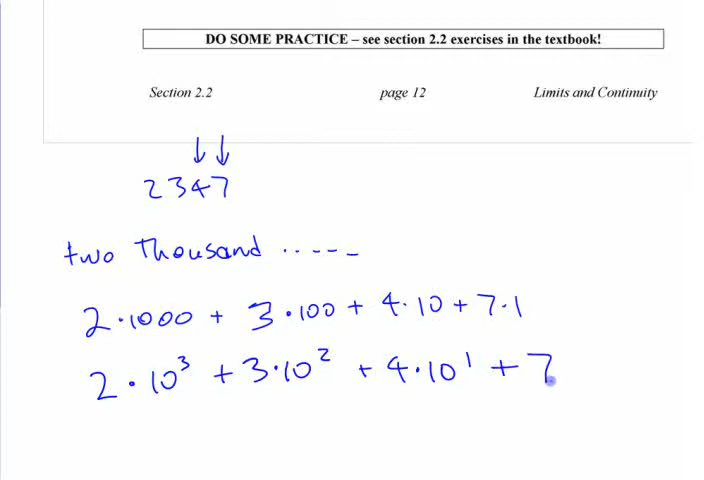 DO SOME PRACTICE – see section 2.2 exercises in the textbook!
Section 2.2 page 12 Limits and Continuity
↓↓
2347
two thousand -----
2·1000 + 3·100 + 4·10 + 7·1
2·10³ + 3·10² + 4·10¹ + 7